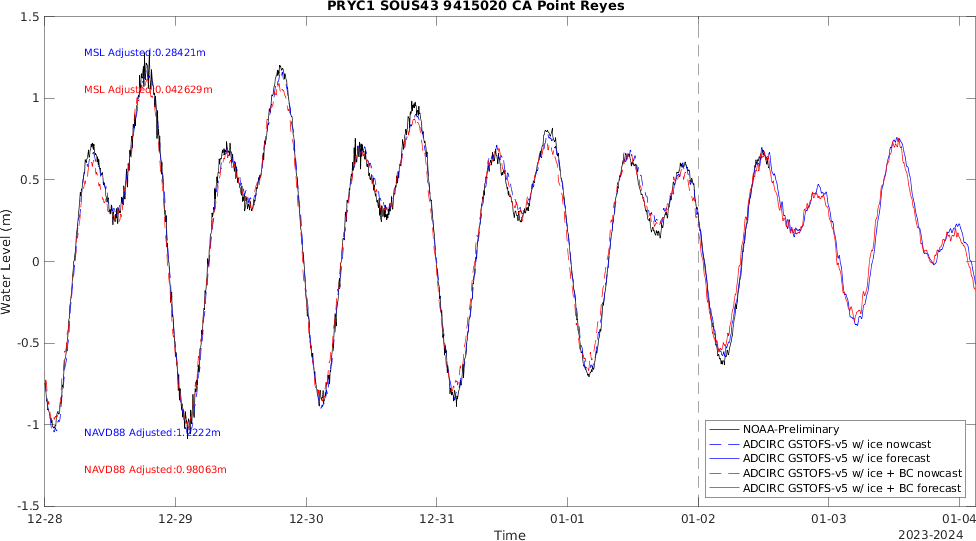 PRYC1 SOUS43 9415020 CA Point Reyes
1.5
1
0.5
0
-0.5
-1
-1.5
Water Level (m)
MSL Adjusted:0.28421m
MSL Adjusted:0.042629m
NAVD88
NAVD88 Adjusted:0.98063m
NOAA-Preliminary
ADCIRC GSTOFS-v5 w/ ice nowcast
ADCIRC GSTOFS-v5 w/ ice forecast
ADCIRC GSTOFS-v5 w/ ice + BC nowcast
ADCIRC GSTOFS-v5 w/ ice + BC forecast
12-28 12-29 12-30 12-31 01-01 01-02 01-03 01-04
Time
2023-2024